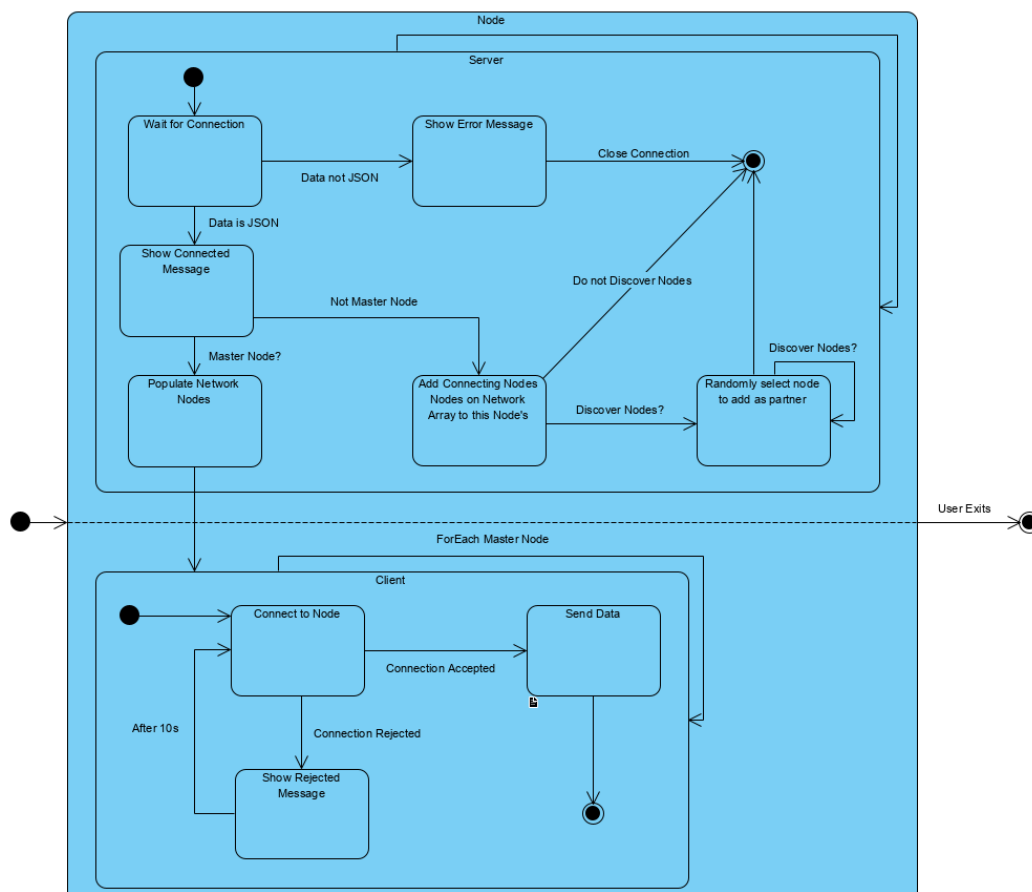 Node
Server
Wait for Connection
Show Error Message
Close Connection
Data not JSON
Data is JSON
Show Connected
Message
Do not Discover Nodes
Not Master Node
Discover Nodes?
Master Node?
Populate Network
Nodes
Add Connecting Nodes
Nodes on Network
Array to this Node's
Discover Nodes?
Randomly select node
to add as partner
User Exits
ForEach Master Node
Client
Connect to Node
Send Data
Connection Accepted
After 10s
Connection Rejected
Show Rejected
Message